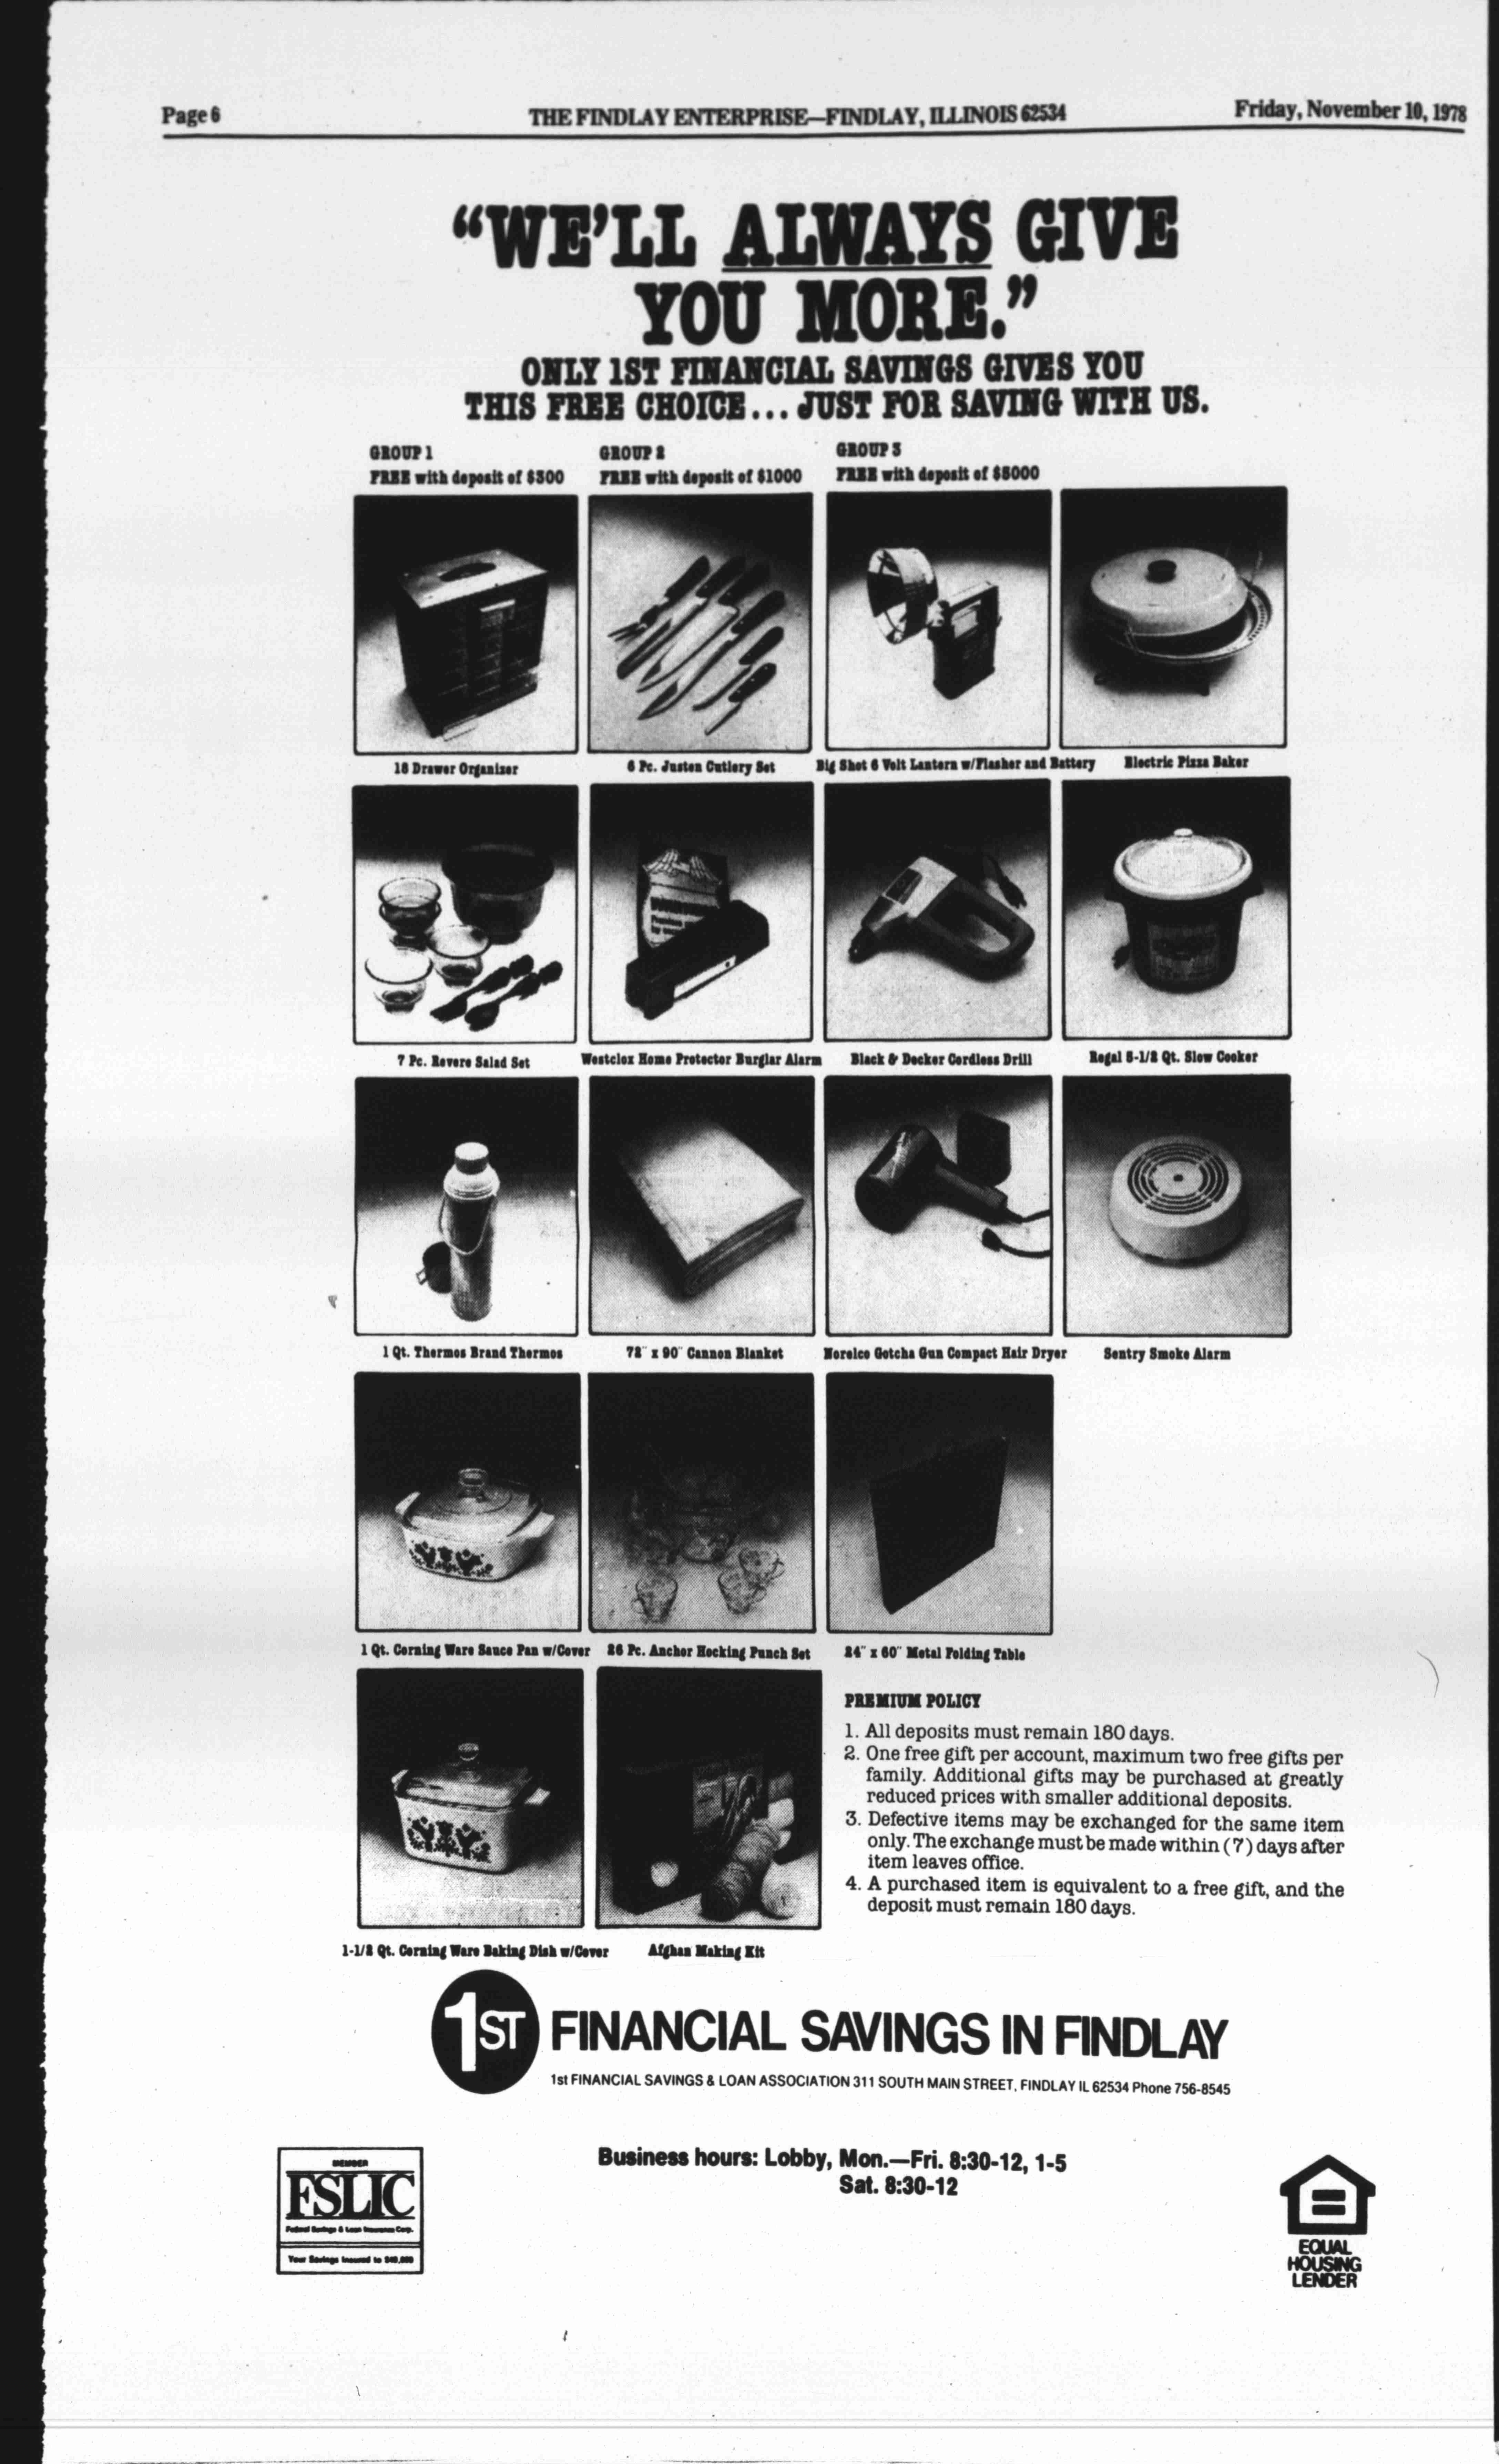 Page 6
THE FINDLAY ENTERPRISE—FINDLAY, ILLINOIS 62534
Friday, November 10, 1978
“WE’LL ALWAYS GIVE
YOU MORE.”
ONLY 1ST FINANCIAL SAVINGS GIVES YOU
THIS FREE CHOICE... JUST FOR SAVING WITH US.
GROUP 1
FREE with deposit of $300
GROUP 2
FREE with deposit of $1000
GROUP 3
FREE with deposit of $5000
18 Drawer Organizer
6 Pc. Justen Cutlery Set
Big Shot 6 Volt Lantern w/Flasher and Battery
Electric Pizza Baker
7 Pc. Revere Salad Set
Westclox Home Protector Burglar Alarm
Black & Decker Cordless Drill
Regal 5-1/2 Qt. Slow Cooker
1 Qt. Thermos Brand Thermos
72" x 90" Cannon Blanket
Norelco Gotcha Gun Compact Hair Dryer
Sentry Smoke Alarm
1 Qt. Corning Ware Sauce Pan w/Cover
26 Pc. Anchor Hocking Punch Set
24" x 60" Metal Folding Table
1-1/2 Qt. Corning Ware Baking Dish w/Cover
Afghan Making Kit
PREMIUM POLICY
1. All deposits must remain 180 days.
2. One free gift per account, maximum two free gifts per
family. Additional gifts may be purchased at greatly
reduced prices with smaller additional deposits.
3. Defective items may be exchanged for the same item
only. The exchange must be made within (7) days after
item leaves office.
4. A purchased item is equivalent to a free gift, and the
deposit must remain 180 days.
1ST FINANCIAL SAVINGS IN FINDLAY
1st FINANCIAL SAVINGS & LOAN ASSOCIATION 311 SOUTH MAIN STREET, FINDLAY IL 62534 Phone 756-8545
Business hours: Lobby, Mon.—Fri. 8:30-12, 1-5
Sat. 8:30-12
MEMBER
FSLIC
Federal Savings & Loan Insurance Corp.
Your Savings Insured to $40,000
EQUAL
HOUSING
LENDER